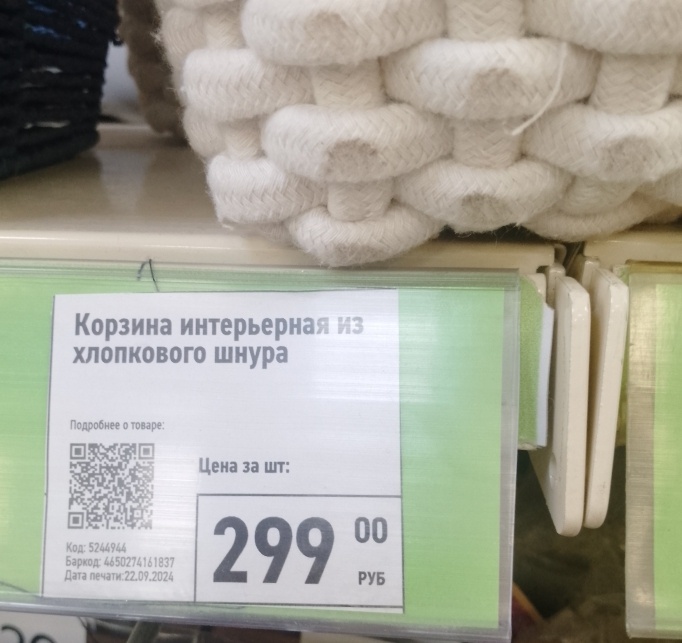 Корзина интерьерная из
хлопкового шнура
Подробнее о товаре:
Цена за шт:
299 00
РУБ
Код: 5244944
Баркод: 4650274161837
Дата печати:22.09.2024